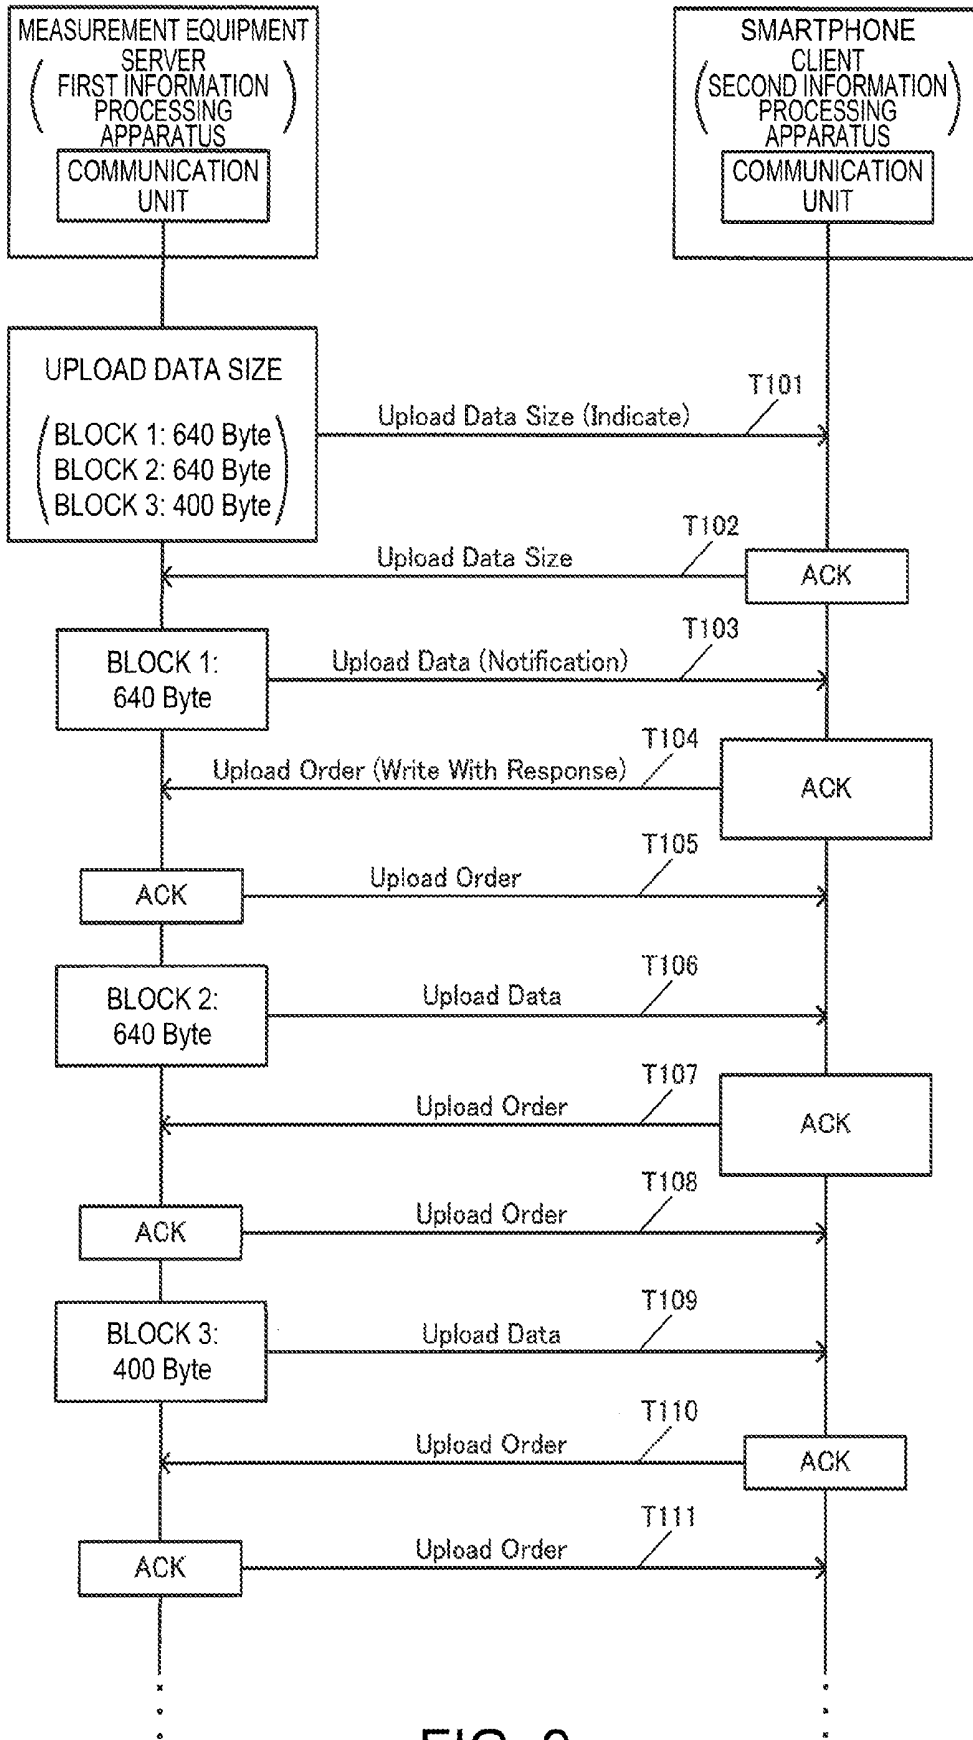 MEASUREMENT EQUIPMENT
SERVER
FIRST INFORMATION
PROCESSING
APPARATUS
COMMUNICATION
UNIT
SMARTPHONE
CLIENT
SECOND INFORMATION
PROCESSING
APPARATUS
COMMUNICATION
UNIT
UPLOAD DATA SIZE
(BLOCK 1: 640 Byte
BLOCK 2: 640 Byte
BLOCK 3: 400 Byte)
T101
Upload Data Size (Indicate)
T102
Upload Data Size
ACK
T103
BLOCK 1:
640 Byte
Upload Data (Notification)
T104
Upload Order (Write With Response)
ACK
T105
ACK
Upload Order
T106
BLOCK 2:
640 Byte
Upload Data
T107
Upload Order
ACK
T108
ACK
Upload Order
T109
BLOCK 3:
400 Byte
Upload Data
T110
Upload Order
ACK
T111
ACK
Upload Order